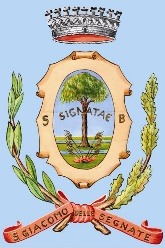 SIGNATAE
S B
S. GIACOMO DELLE SEGNATE